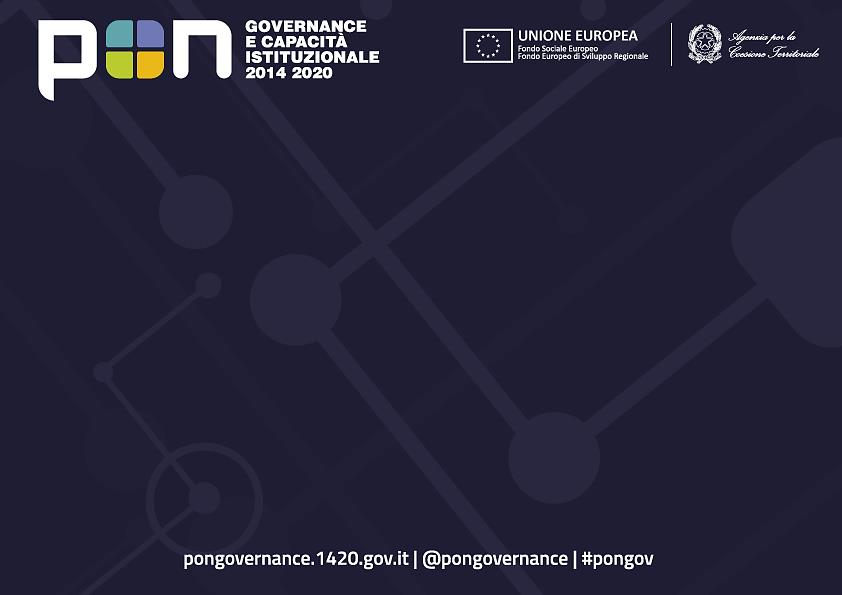 pon
GOVERNANCE
E CAPACITÀ
ISTITUZIONALE
2014 2020
UNIONE EUROPEA
Fondo Sociale Europeo
Fondo Europeo di Sviluppo Regionale
Agenzia per la
Coesione Territoriale
pongovernance.1420.gov.it | @pongovernance | #pongov